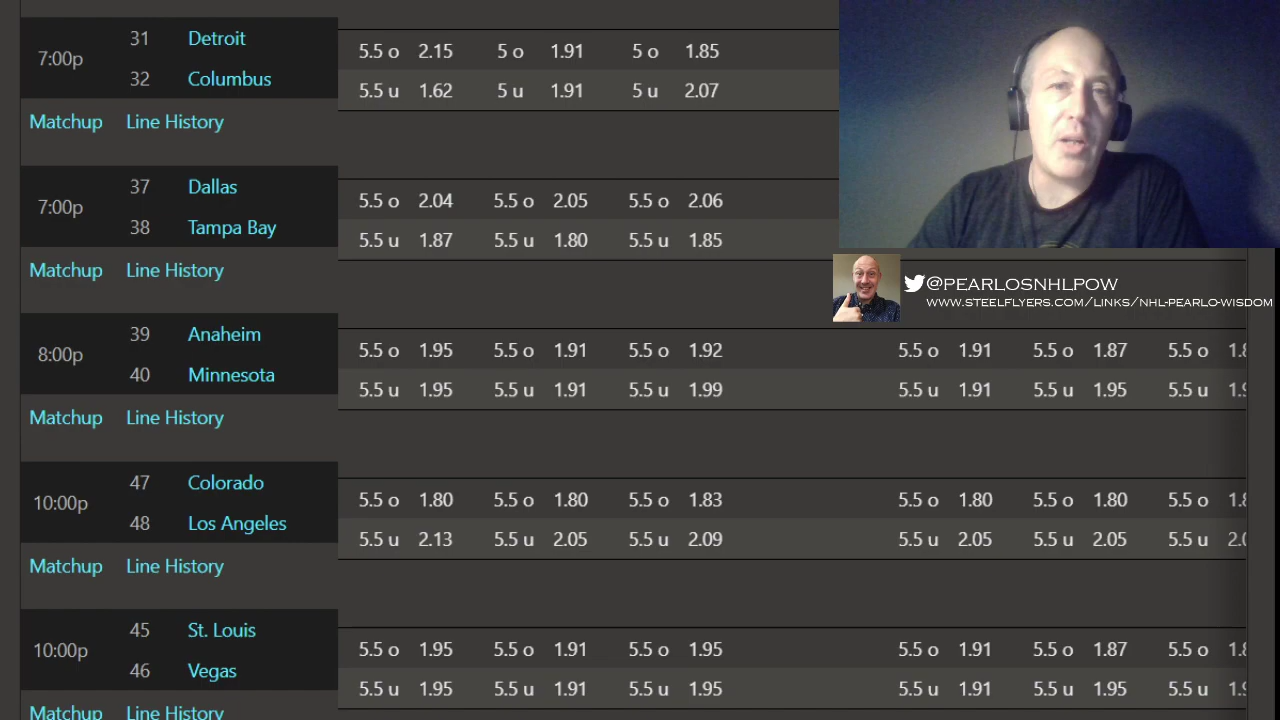 7:00p
31 Detroit
32 Columbus
5.5 o 2.15 5 o 1.91 5 o 1.85
5.5 u 1.62 5 u 1.91 5 u 2.07
Matchup Line History
7:00p
37 Dallas
38 Tampa Bay
5.5 o 2.04 5.5 o 2.05 5.5 o 2.06
5.5 u 1.87 5.5 u 1.80 5.5 u 1.85
Matchup Line History
@PEARLOSNHLPOW
WWW.STEELFLYERS.COM/LINKS/NHL-PEARLO-WISDOM
8:00p
39 Anaheim
40 Minnesota
5.5 o 1.95 5.5 o 1.91 5.5 o 1.92 5.5 o 1.91 5.5 o 1.87 5.5 o
5.5 u 1.95 5.5 u 1.91 5.5 u 1.99 5.5 u 1.91 5.5 u 1.95 5.5 u
Matchup Line History
10:00p
47 Colorado
48 Los Angeles
5.5 o 1.80 5.5 o 1.80 5.5 o 1.83 5.5 o 1.80 5.5 o 1.80 5.5 o
5.5 u 2.13 5.5 u 2.05 5.5 u 2.09 5.5 u 2.05 5.5 u 2.05 5.5 u
Matchup Line History
10:00p
45 St. Louis
46 Vegas
5.5 o 1.95 5.5 o 1.91 5.5 o 1.95 5.5 o 1.91 5.5 o 1.87 5.5 o
5.5 u 1.95 5.5 u 1.91 5.5 u 1.95 5.5 u 1.91 5.5 u 1.95 5.5 u
Matchup Line History